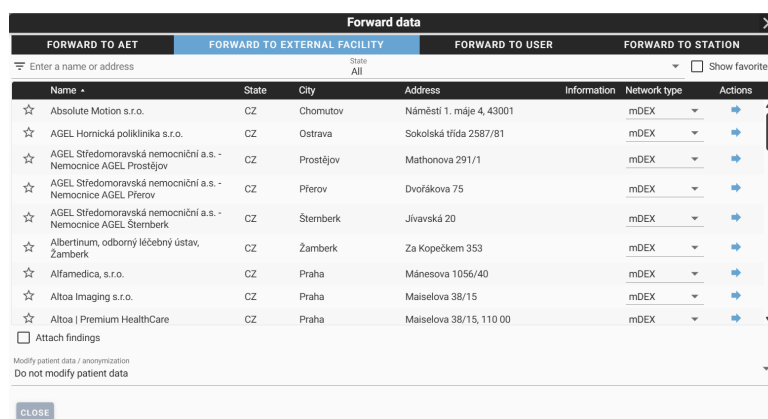 Forward data
FORWARD TO AET FORWARD TO EXTERNAL FACILITY FORWARD TO USER FORWARD TO STATION
Enter a name or address State All Show favorite
Name State City Address Information Network type Actions
Absolute Motion s.r.o. CZ Chomutov Náměstí 1. máje 4, 43001 mDEX
AGEL Hornická poliklinika s.r.o. CZ Ostrava Sokolská třída 2587/81 mDEX
AGEL Středomoravská nemocniční a.s. -
Nemocnice AGEL Prostějov CZ Prostějov Mathonova 291/1 mDEX
AGEL Středomoravská nemocniční a.s. -
Nemocnice AGEL Přerov CZ Přerov Dvořákova 75 mDEX
AGEL Středomoravská nemocniční a.s. -
Nemocnice AGEL Šternberk CZ Šternberk Jívavská 20 mDEX
Albertinum, odborný léčebný ústav,
Žamberk CZ Žamberk Za Kopečkem 353 mDEX
Alfamedica, s.r.o. CZ Praha Mánesova 1056/40 mDEX
Altoa Imaging s.r.o. CZ Praha Maiselova 38/15 mDEX
Altoa | Premium HealthCare CZ Praha Maiselova 38/15, 110 00 mDEX
Attach findings
Modify patient data / anonymization
Do not modify patient data
CLOSE